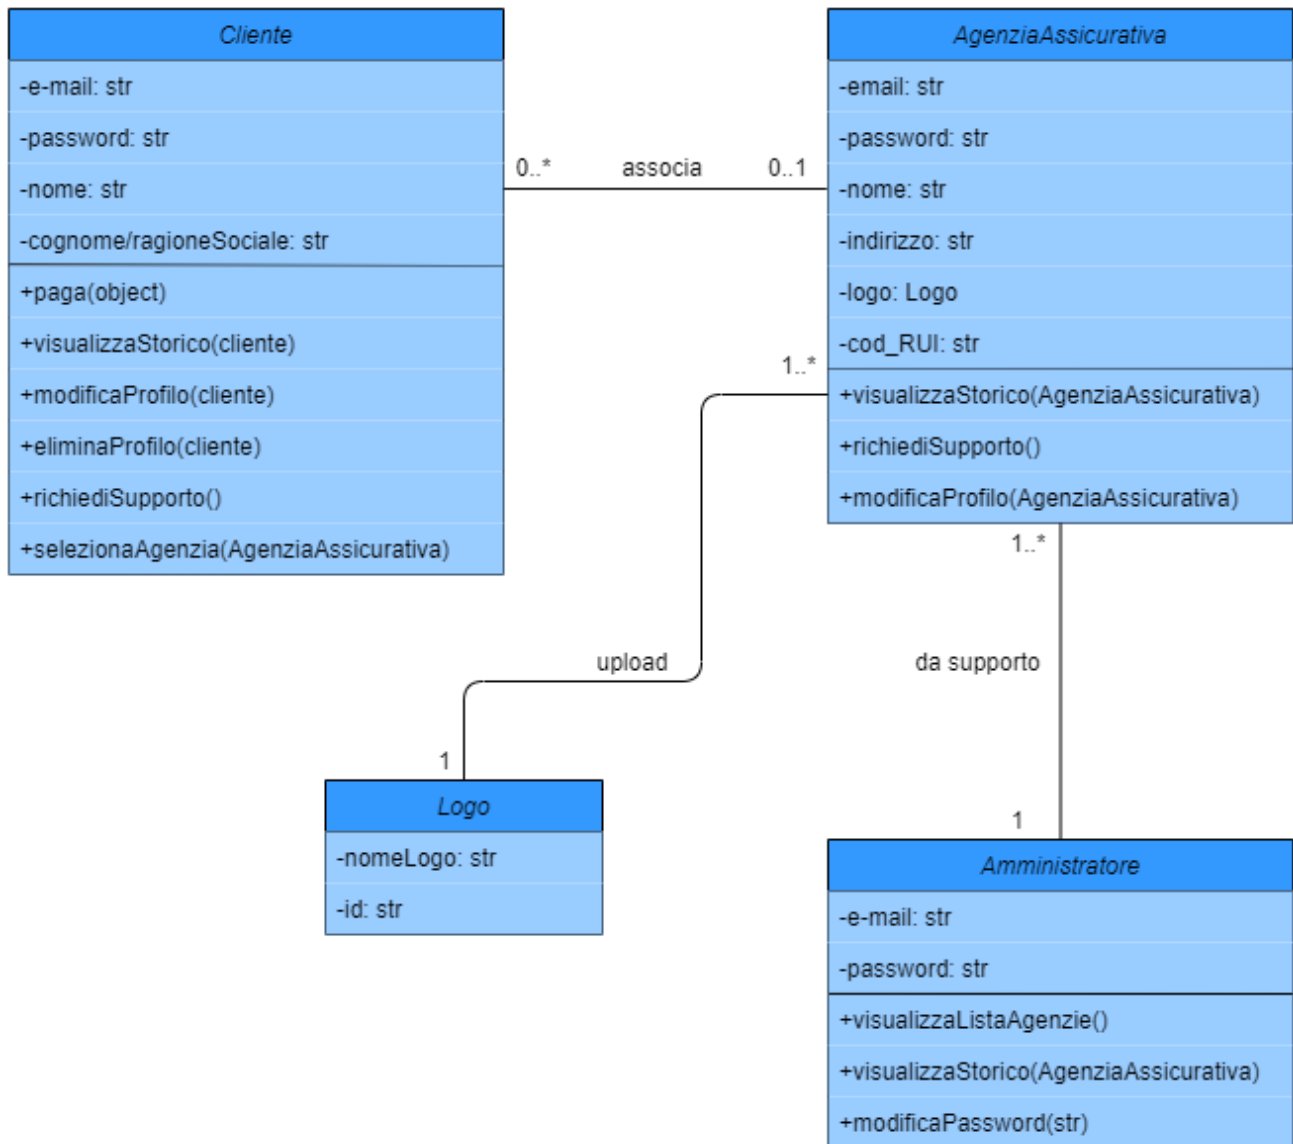 Cliente
-e-mail: str
-password: str
-nome: str
-cognome/ragioneSociale: str
+paga(object)
+visualizzaStorico(cliente)
+modificaProfilo(cliente)
+eliminaProfilo(cliente)
+richiediSupporto()
+selezionaAgenzia(AgenziaAssicurativa)
0..* associa 0..1
AgenziaAssicurativa
-email: str
-password: str
-nome: str
-indirizzo: str
-logo: Logo
-cod_RUI: str
+visualizzaStorico(AgenziaAssicurativa)
+richiediSupporto()
+modificaProfilo(AgenziaAssicurativa)
1..*
upload
1
Logo
-nomeLogo: str
-id: str
1..*
da supporto
1
Amministratore
-e-mail: str
-password: str
+visualizzaListaAgenzie()
+visualizzaStorico(AgenziaAssicurativa)
+modificaPassword(str)